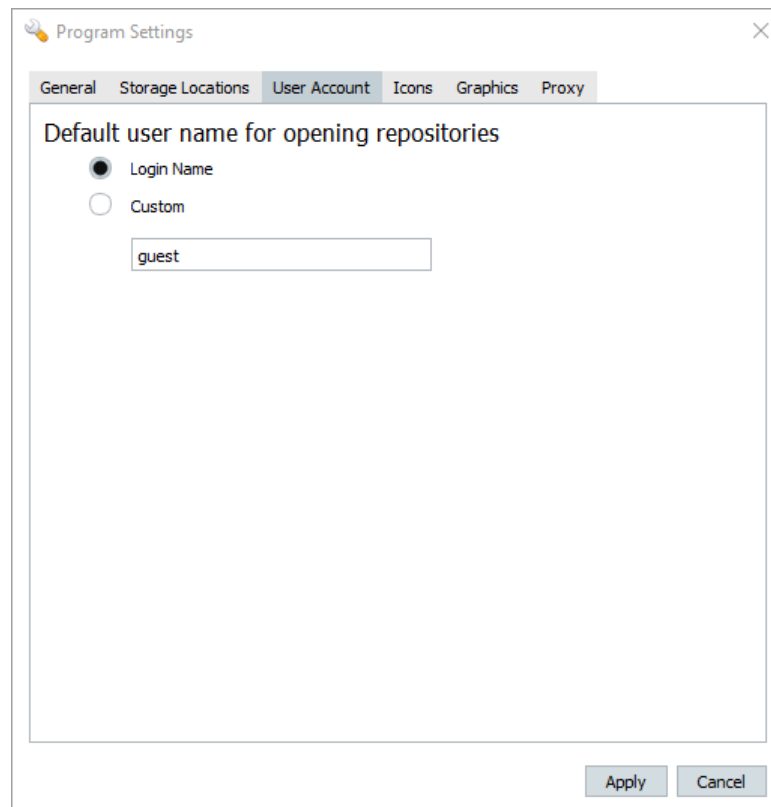 Program Settings
General Storage Locations User Account Icons Graphics Proxy
Default user name for opening repositories
Login Name
Custom
guest
Apply Cancel